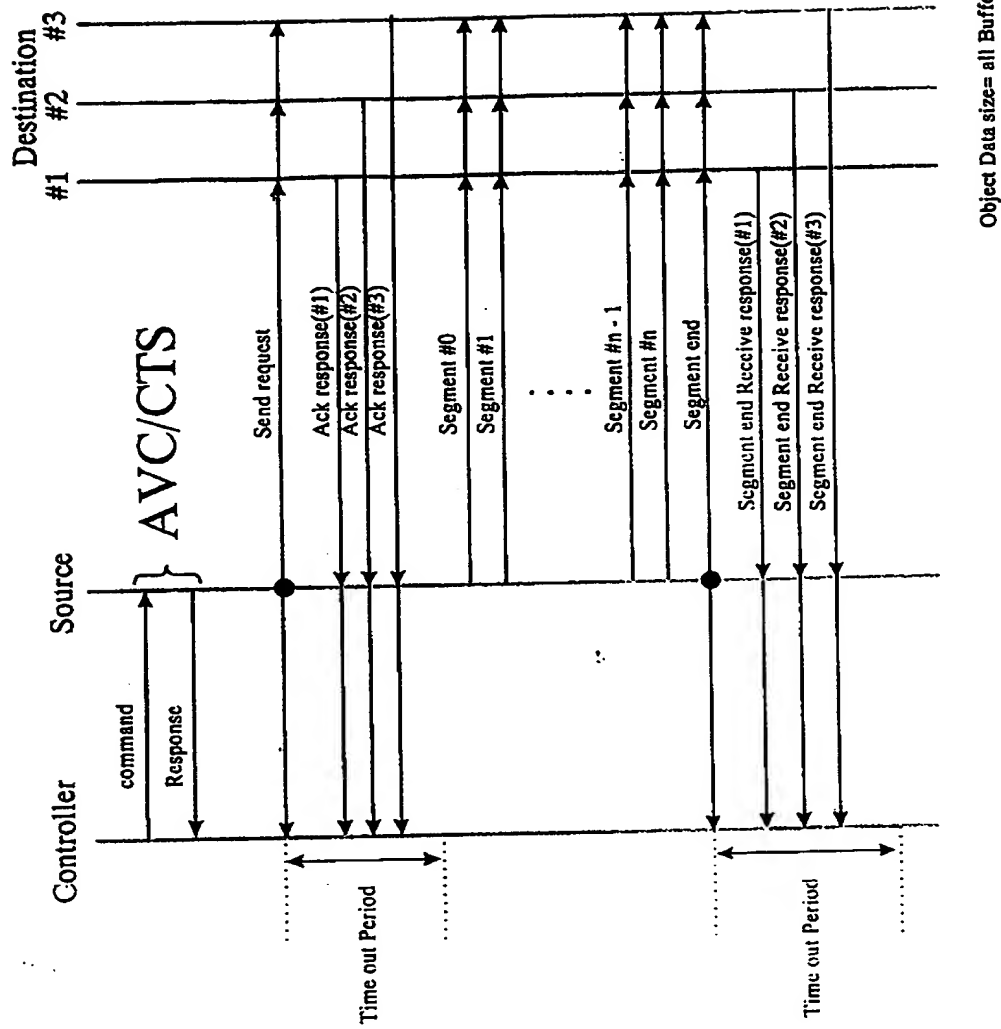 Destination
Controller
Source
#1
#2
#3
command
Response
AVC/CTS
Send request
Ack response(#1)
Ack response(#2)
Ack response(#3)
Time out Period
Segment #0
Segment #1
. . . . .
Segment #n - 1
Segment #n
Segment end
Segment end Receive response(#1)
Segment end Receive response(#2)
Segment end Receive response(#3)
Time out Period
Object Data size= all